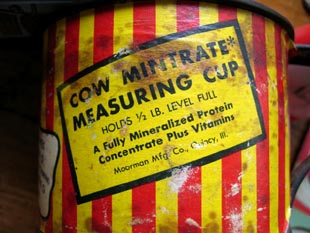 COW MINTRATE*
MEASURING CUP
HOLDS ½ LB. LEVEL FULL
A Fully Mineralized Protein
Concentrate Plus Vitamins
Moorman Mfg. Co., Quincy, Ill.